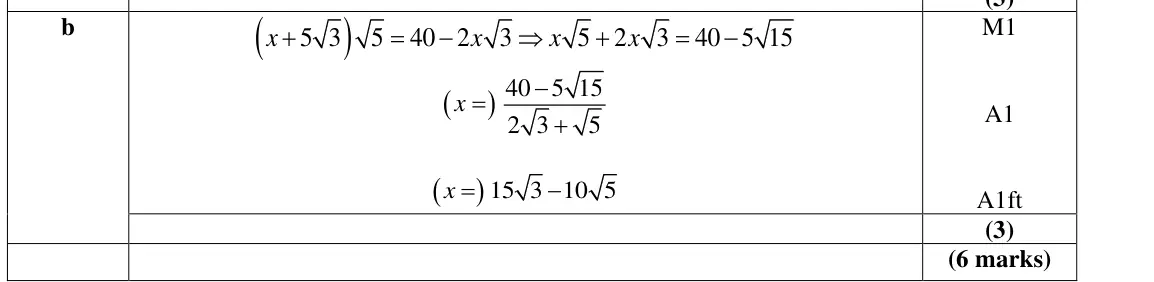 (3)
b (x+5√3)√5 = 40−2x√3 ⇒ x√5+2x√3 = 40−5√15 M1
(x=) (40−5√15)/(2√3+√5) A1
(x=) 15√3−10√5 A1ft
(3)
(6 marks)